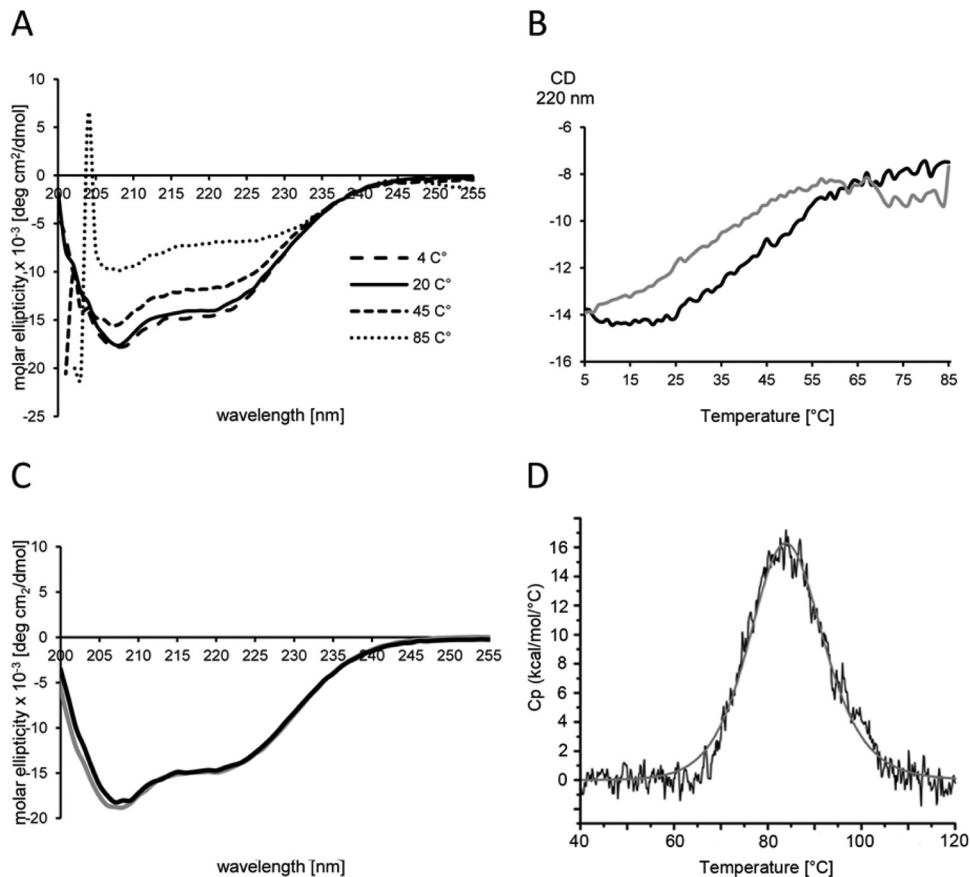 A
molar ellipticity x 10-3 [deg cm2/dmol]
10
5
0
-5
-10
-15
-20
-25
200 205 210 215 220 225 230 235 240 245 250 255
4 C°
20 C°
45 C°
85 C°
wavelength [nm]
B
CD
220 nm
-6
-8
-10
-12
-14
-16
5 15 25 35 45 55 65 75 85
Temperature [°C]
C
molar ellipticity x 10-3 [deg cm2/dmol]
10
5
0
-5
-10
-15
-20
200 205 210 215 220 225 230 235 240 245 250 255
wavelength [nm]
D
Cp (kcal/mol/°C)
16
14
12
10
8
6
4
2
0
40 60 80 100 120
Temperature [°C]